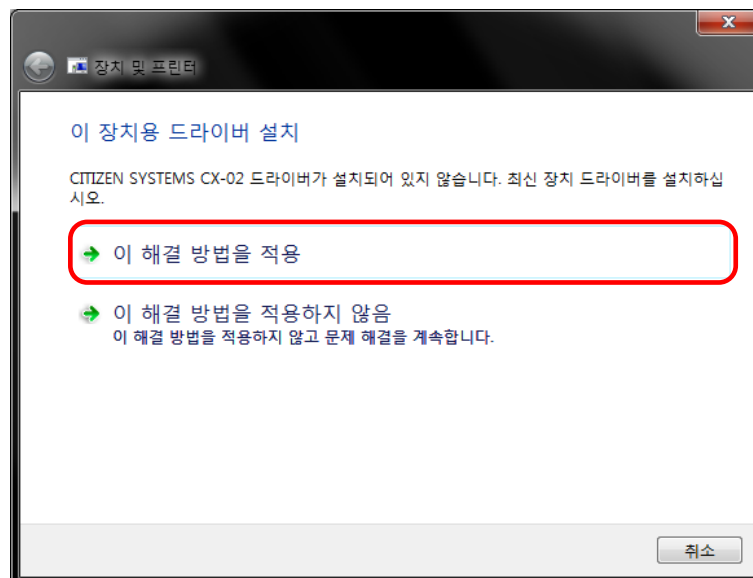 장치 및 프린터
이 장치용 드라이버 설치
CITIZEN SYSTEMS CX-02 드라이버가 설치되어 있지 않습니다. 최신 장치 드라이버를 설치하십
시오.
이 해결 방법을 적용
이 해결 방법을 적용하지 않음
이 해결 방법을 적용하지 않고 문제 해결을 계속합니다.
취소